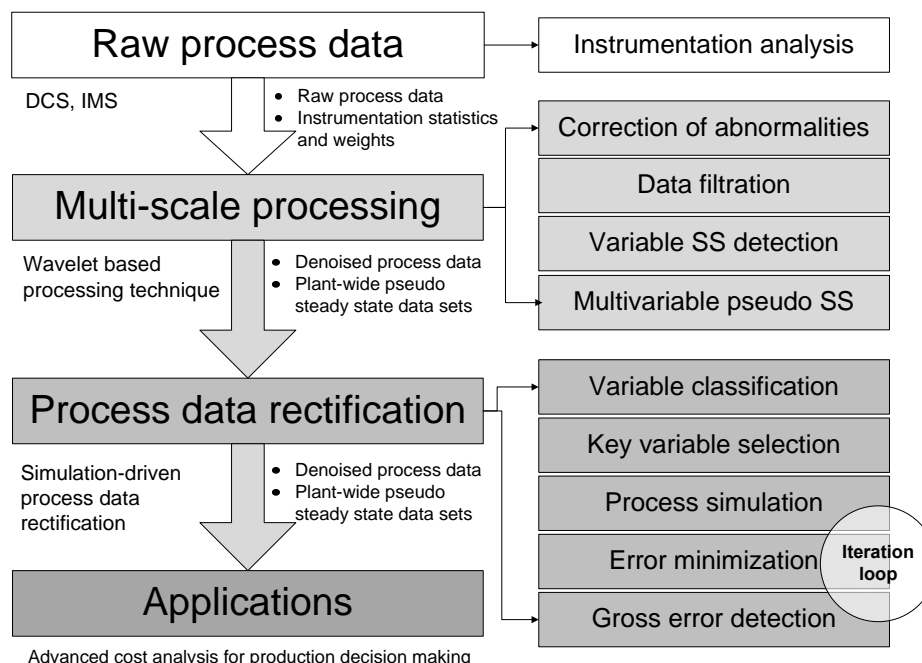 Raw process data
Instrumentation analysis
DCS, IMS
• Raw process data
• Instrumentation statistics
and weights
Correction of abnormalities
Data filtration
Variable SS detection
Multivariable pseudo SS
Multi-scale processing
Wavelet based
processing technique
• Denoised process data
• Plant-wide pseudo
steady state data sets
Process data rectification
Variable classification
Key variable selection
Process simulation
Error minimization
Gross error detection
Iteration
loop
Simulation-driven
process data
rectification
• Denoised process data
• Plant-wide pseudo
steady state data sets
Applications
Advanced cost analysis for production decision making